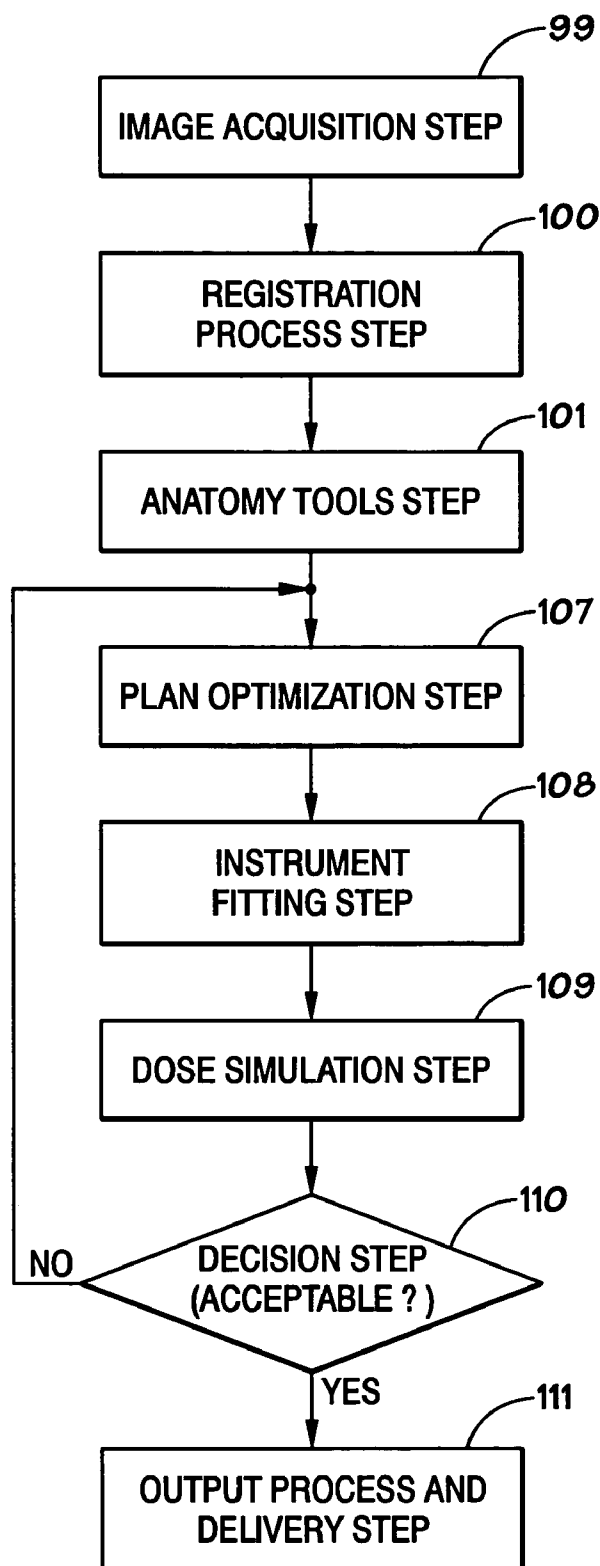 99
IMAGE ACQUISITION STEP
100
REGISTRATION
PROCESS STEP
101
ANATOMY TOOLS STEP
107
PLAN OPTIMIZATION STEP
108
INSTRUMENT
FITTING STEP
109
DOSE SIMULATION STEP
110
DECISION STEP
(ACCEPTABLE ? )
NO
YES
111
OUTPUT PROCESS AND
DELIVERY STEP